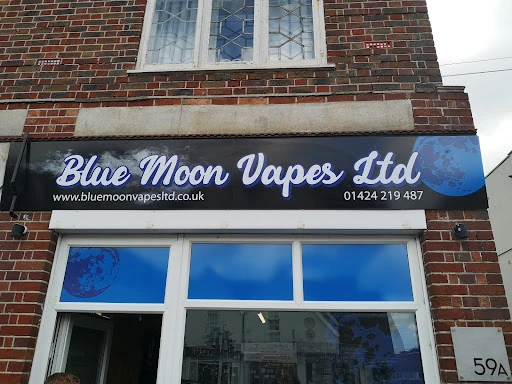 Blue Moon Vapes Ltd
www.bluemoonvapesltd.co.uk 01424 219 487
59A